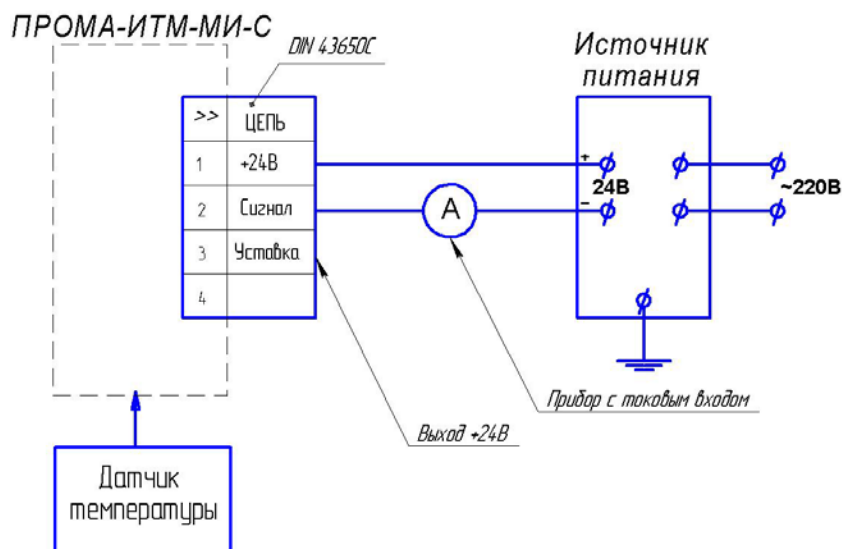 ПРОМА-ИТМ-МИ-С
DIN 43650С
Источник
питания
>> ЦЕПЬ
1 +24В
2 Сигнал
3 Уставка
4
A
+
24В
−
~220В
Прибор с токовым входом
Выход +24В
Датчик
температуры